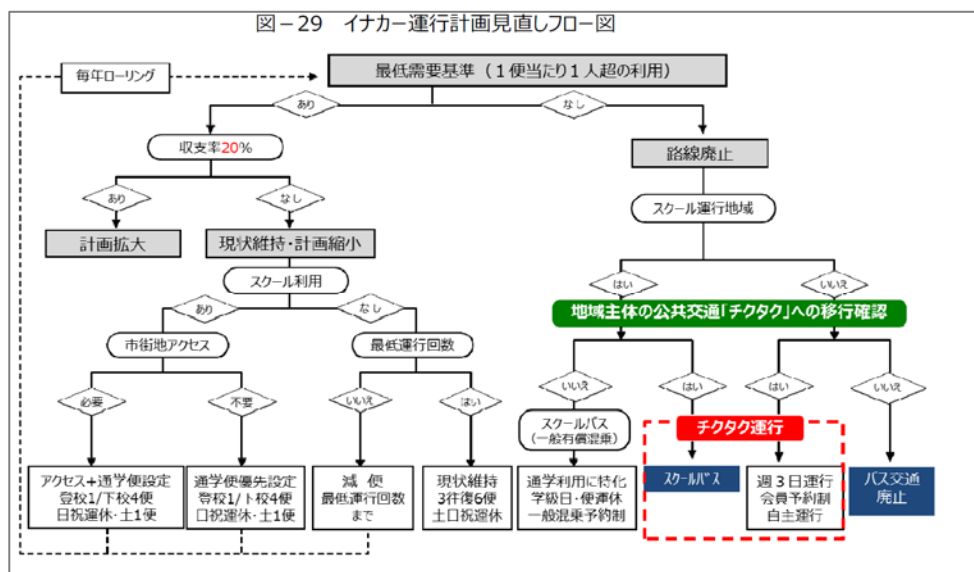 図－29　イナカー運行計画見直しフロー図
毎年ローリング
最低需要基準（1便当たり1人超の利用）
あり
なし
収支率20%
路線廃止
あり
なし
スクール運行地域
計画拡大
現状維持・計画縮小
スクール利用
はい
いいえ
あり
なし
地域主体の公共交通「チクタク」への移行確認
市街地アクセス
最低運行回数
必要
不要
いいえ
はい
いいえ
はい
はい
いいえ
スクールバス
（一般有償混乗）
チクタク運行
アクセス+通学便設定
登校1/下校4便
日祝運休・土1便
通学便優先設定
登校1/下校4便
日祝運休・土1便
減 便
最低運行回数
まで
現状維持
3往復6便
土日祝運休
通学利用に特化
学級日・便運休
一般混乗予約制
スクールバス
週3日運行
会員予約制
自主運行
バス交通
廃止